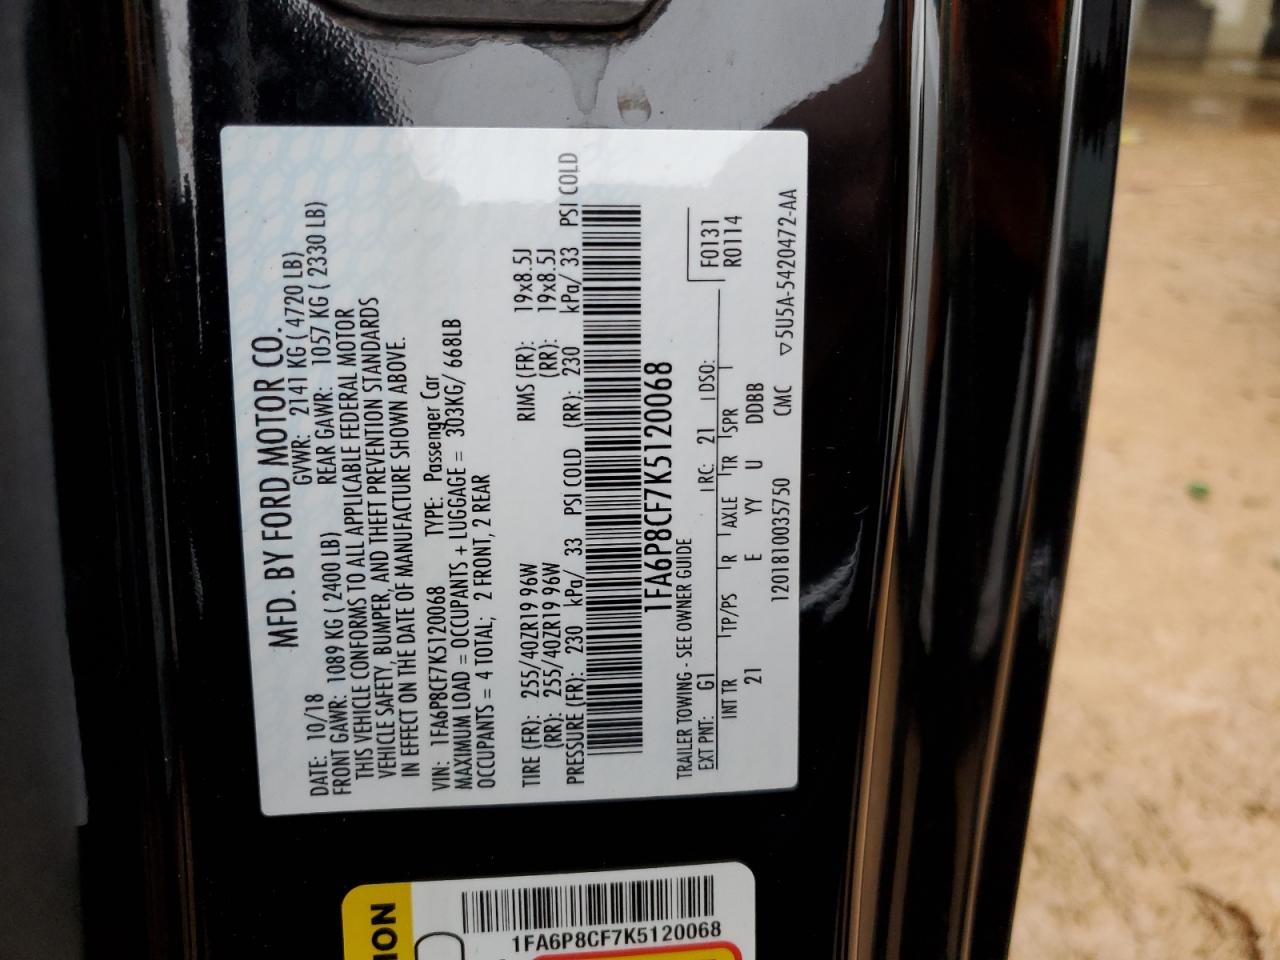 MFD. BY FORD MOTOR CO.
DATE: 10/18 GVWR: 2141 KG ( 4720 LB)
FRONT GAWR: 1089 KG ( 2400 LB) REAR GAWR: 1057 KG ( 2330 LB)
THIS VEHICLE CONFORMS TO ALL APPLICABLE FEDERAL MOTOR
VEHICLE SAFETY, BUMPER, AND THEFT PREVENTION STANDARDS
IN EFFECT ON THE DATE OF MANUFACTURE SHOWN ABOVE.
VIN: 1FA6P8CF7K5120068 TYPE: Passenger Car
MAXIMUM LOAD = OCCUPANTS + LUGGAGE = 303KG/ 668LB
OCCUPANTS = 4 TOTAL; 2 FRONT, 2 REAR
TIRE (FR): 255/40ZR19 96W RIMS (FR): 19x8.5J
(RR): 255/40ZR19 96W (RR): 19x8.5J
PRESSURE (FR): 230 kPa/ 33 PSI COLD (RR): 230 kPa/ 33 PSI COLD
1FA6P8CF7K5120068
TRAILER TOWING - SEE OWNER GUIDE
EXT PNT: G1 RC: 21 DSO: F0131
INT TR TP/PS R AXLE TR SPR R0114
21 E YY U DDBB
1201810035750 CMC ▽5U5A-5420472-AA
ION
1FA6P8CF7K5120068